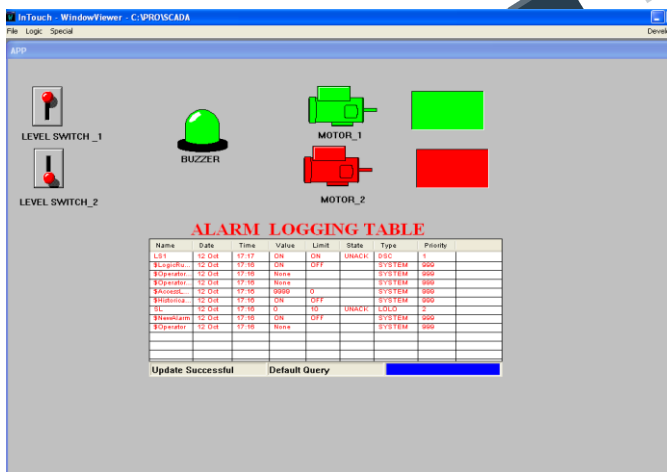 InTouch - WindowViewer - C:\PRO\SCADA
File Logic Special Devel
APP
LEVEL SWITCH _1
BUZZER
MOTOR_1
LEVEL SWITCH_2
MOTOR_2
ALARM LOGGING TABLE
Name Date Time Value Limit State Type Priority
LS1 12 Oct 17:17 ON ON UNACK DSC 1
$LogicRu... 12 Oct 17:16 ON OFF SYSTEM 999
$Operator... 12 Oct 17:16 None SYSTEM 999
$Operator... 12 Oct 17:16 None SYSTEM 999
$AccessL... 12 Oct 17:16 9999 0 SYSTEM 999
$Historica... 12 Oct 17:16 ON OFF SYSTEM 999
SL 12 Oct 17:16 0 10 UNACK LOLO 2
$NewAlarm 12 Oct 17:16 ON OFF SYSTEM 999
$Operator 12 Oct 17:16 None SYSTEM 999
Update Successful Default Query